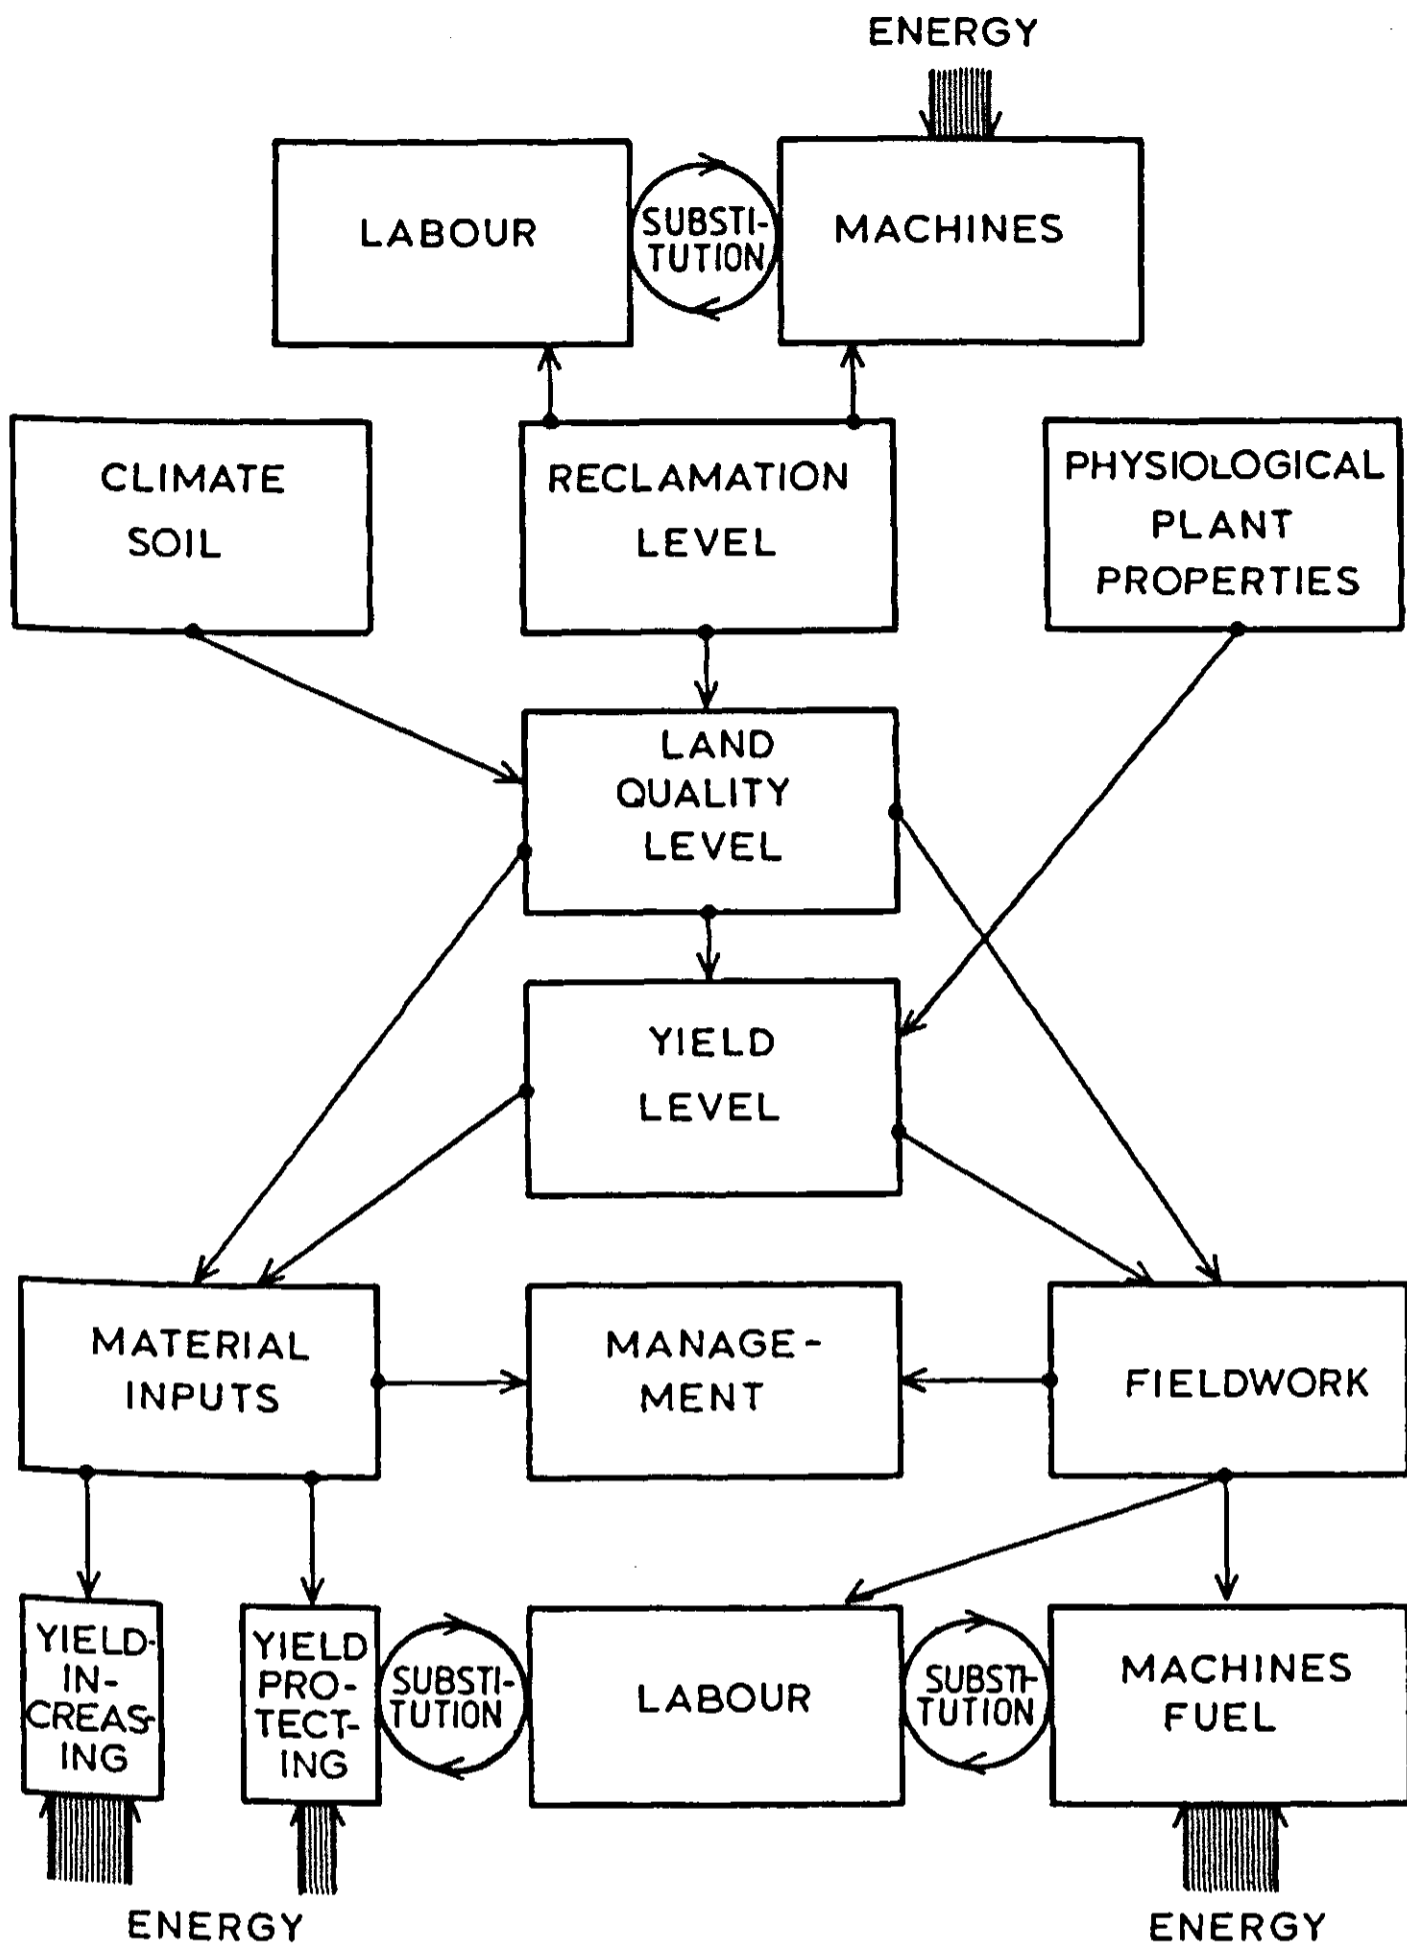 ENERGY
LABOUR
SUBSTI-
TUTION
MACHINES
CLIMATE
SOIL
RECLAMATION
LEVEL
PHYSIOLOGICAL
PLANT
PROPERTIES
LAND
QUALITY
LEVEL
YIELD
LEVEL
MATERIAL
INPUTS
MANAGE-
MENT
FIELDWORK
YIELD-
IN-
CREAS-
ING
YIELD
PRO-
TECT-
ING
SUBSTI-
TUTION
LABOUR
SUBSTI-
TUTION
MACHINES
FUEL
ENERGY
ENERGY